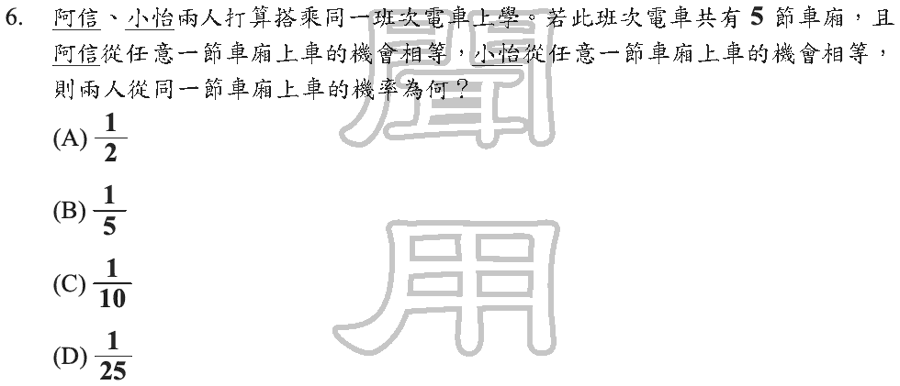 6. 阿信、小怡兩人打算搭乘同一班次電車上學。若此班次電車共有 5 節車廂，且
阿信從任意一節車廂上車的機會相等，小怡從任意一節車廂上車的機會相等，
則兩人從同一節車廂上車的機率為何？
(A) 1/2
(B) 1/5
(C) 1/10
(D) 1/25
用